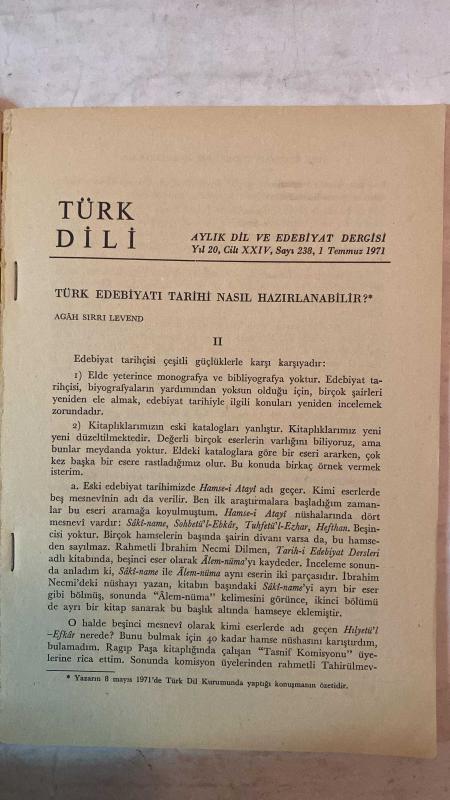 TÜRK
DİLİ
AYLIK DİL VE EDEBİYAT DERGİSİ
Yıl 20, Cilt XXIV, Sayı 238, 1 Temmuz 1971
TÜRK EDEBİYATI TARİHİ NASIL HAZIRLANABİLİR?*
AGÂH SIRRI LEVEND
II
Edebiyat tarihçisi çeşitli güçlüklerle karşı karşıyadır:
1) Elde yeterince monografya ve bibliyografya yoktur. Edebiyat ta-
rihçisi, biyografyaların yardımından yoksun olduğu için, birçok şairleri
yeniden ele almak, edebiyat tarihiyle ilgili konuları yeniden incelemek
zorundadır.
2) Kitaplıklarımızın eski katalogları yanlıştır. Kitaplıklarımız yeni
yeni düzeltilmektedir. Değerli birçok eserlerin varlığını biliyoruz, ama
bunlar meydanda yoktur. Eldeki kataloglara göre bir eseri ararken, çok
kez başka bir esere rastladığımız olur. Bu konuda birkaç örnek vermek
isterim.
a. Eski edebiyat tarihimizde Hamse-i Atayî adı geçer. Kimi eserlerde
beş mesnevînin adı da verilir. Ben ilk araştırmalara başladığım zaman-
lar bu eseri aramağa koyulmuştum. Hamse-i Atayî nüshalarında dört
mesnevî vardır: Sâkî-name, Sohbetü'l-Ebkâr, Tuhfetü'l-Ezhar, Hefthan. Beşin-
cisi yoktur. Birçok hamselerin başında şairin divanı varsa da, bu hamse-
den sayılmaz. Rahmetli İbrahim Necmi Dilmen, Tarih-i Edebiyat Dersleri
adlı kitabında, beşinci eser olarak Âlem-nüma'yı kaydeder. İnceleme sonun-
da anladım ki, Sâkî-name ile Âlem-nüma aynı eserin iki parçasıdır. İbrahim
Necmi'deki nüshayı yazan, kitabın başındaki Sâkî-name'yi ayrı bir eser
gibi bölmüş, sonunda "Âlem-nüma" kelimesini görünce, ikinci bölümü
de ayrı bir kitap sanarak bu başlık altında hamseye eklemiştir.
O halde beşinci mesnevî olarak kimi eserlerde adı geçen Hılyetü'l
-Efkâr nerede? Bunu bulmak için 40 kadar hamse nüshasını karıştırdım,
bulamadım. Ragıp Paşa kitaplığında çalışan "Tasnif Komisyonu" üye-
lerine rica ettim. Sonunda komisyon üyelerinden rahmetli Tahirülmev-
* Yazarın 8 mayıs 1971'de Türk Dil Kurumunda yaptığı konuşmanın özetidir.